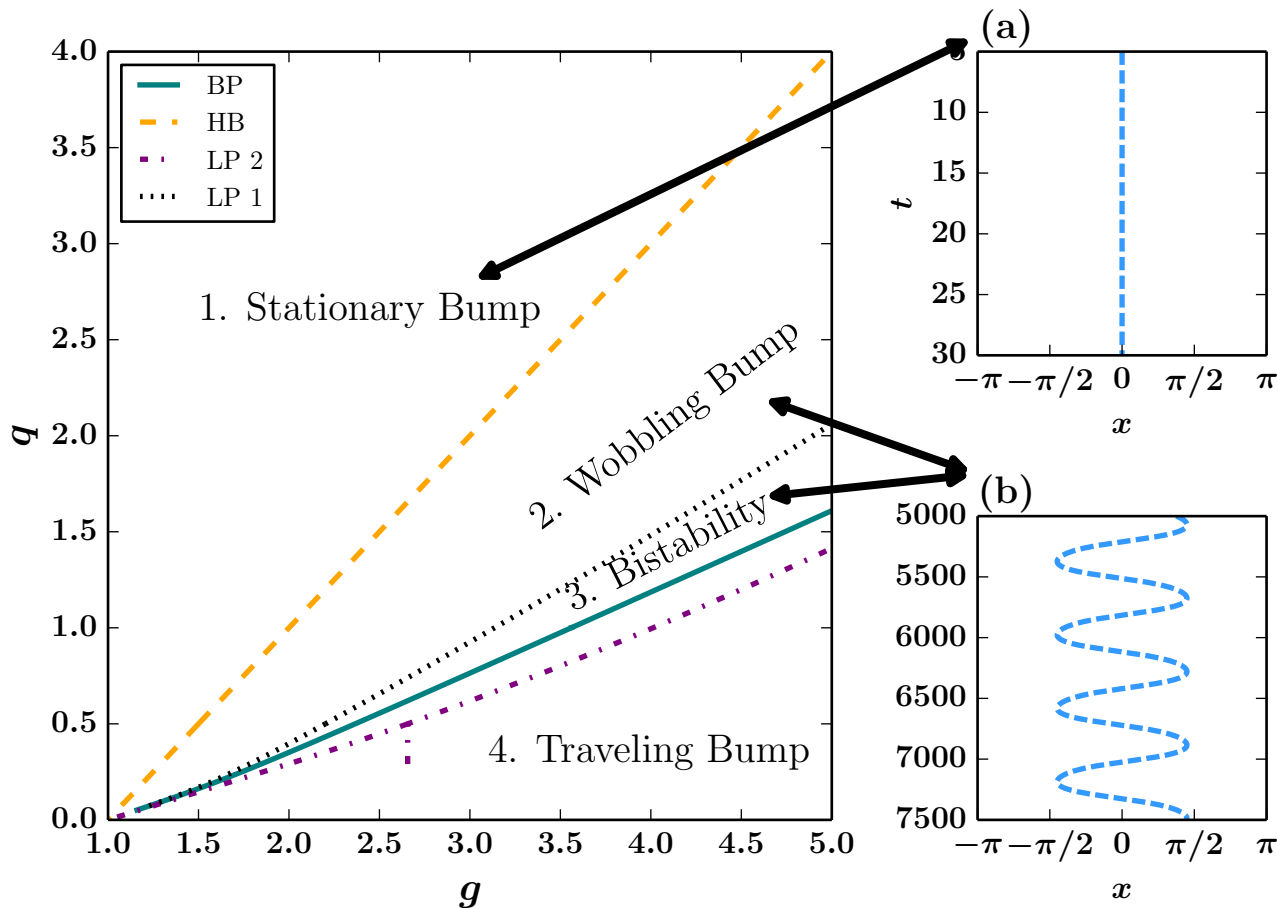 (a)
4.0
3.5
3.0
2.5
2.0
1.5
1.0
0.5
0.0
q
BP
HB
LP 2
LP 1
1. Stationary Bump
2. Wobbling Bump
3. Bistability
4. Traveling Bump
1.0 1.5 2.0 2.5 3.0 3.5 4.0 4.5 5.0
g
5
10
15
20
25
30
t
−π −π/2 0 π/2 π
x
(b)
5000
5500
6000
6500
7000
7500
−π −π/2 0 π/2 π
x